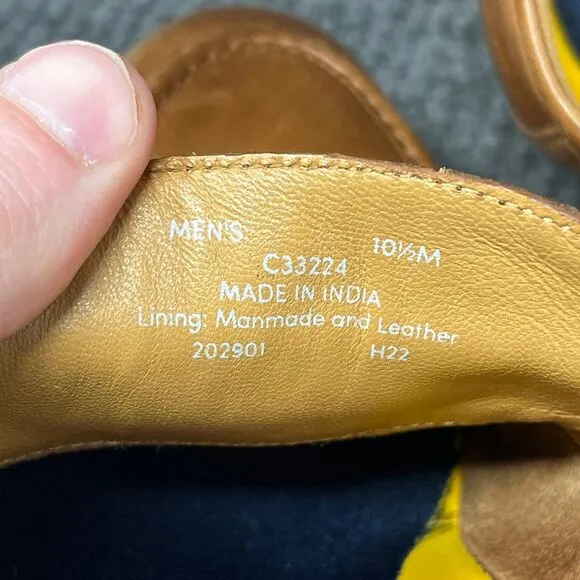 MEN'S 10½M
C33224
MADE IN INDIA
Lining: Manmade and Leather
202901 H22